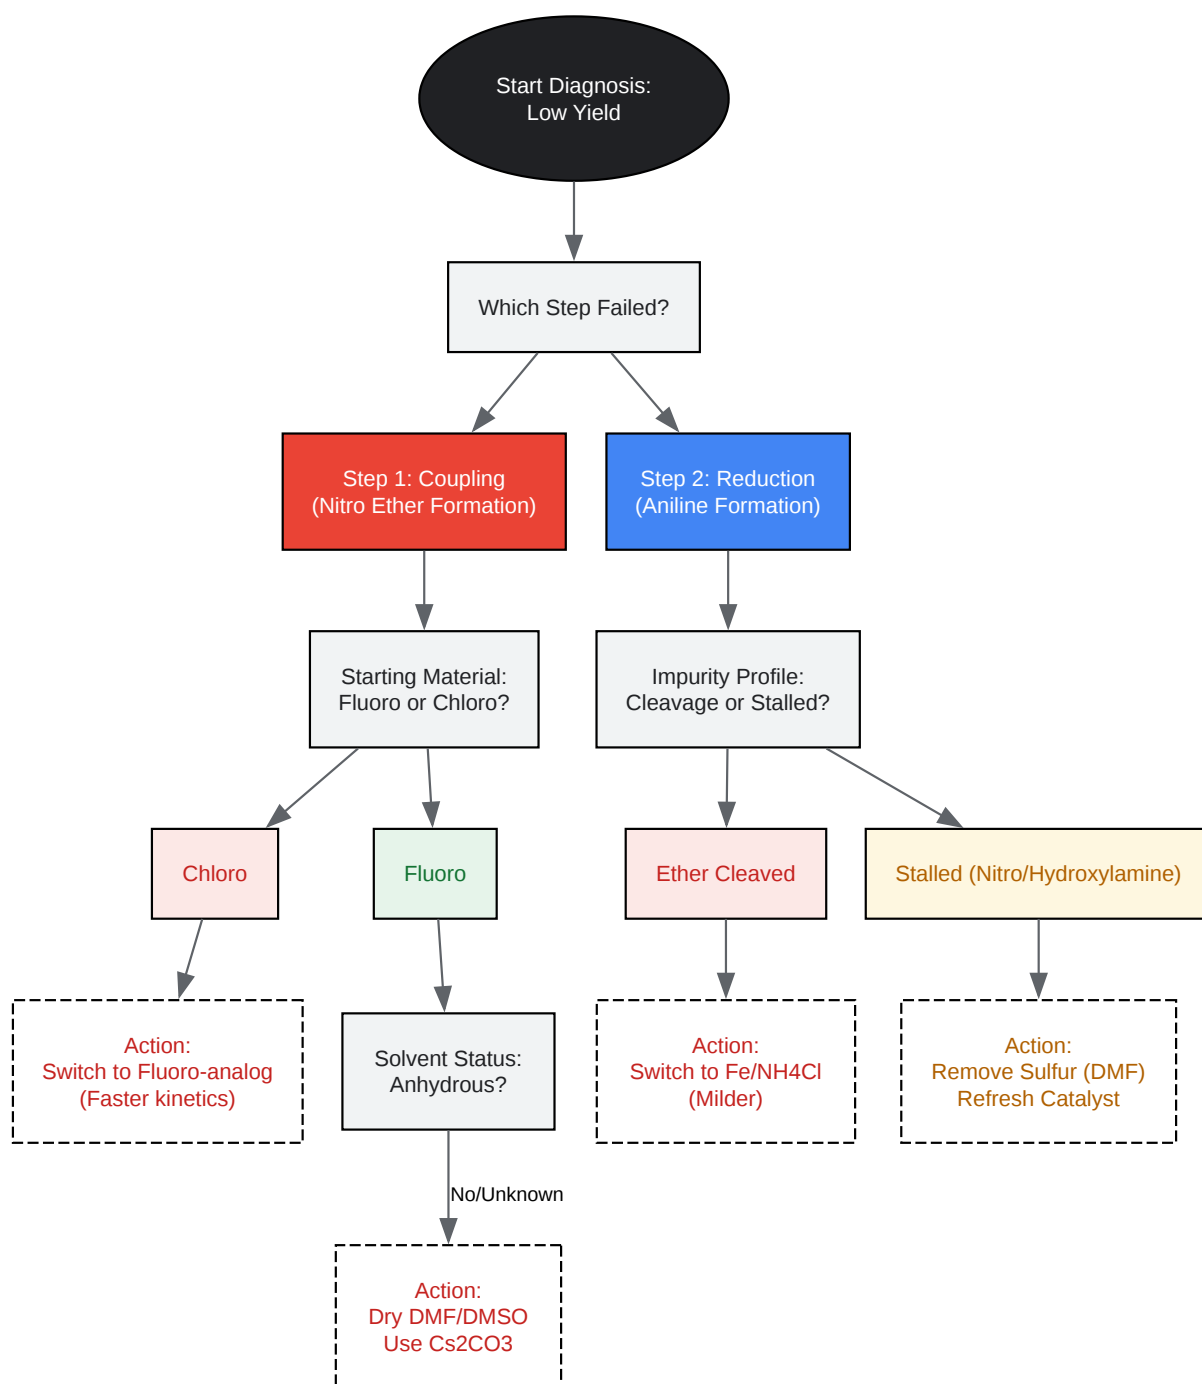 Start Diagnosis:
Low Yield
Which Step Failed?
Step 1: Coupling
(Nitro Ether Formation)
Step 2: Reduction
(Aniline Formation)
Starting Material:
Fluoro or Chloro?
Impurity Profile:
Cleavage or Stalled?
Chloro
Fluoro
Ether Cleaved
Stalled (Nitro/Hydroxylamine)
Action:
Switch to Fluoro-analog
(Faster kinetics)
Solvent Status:
Anhydrous?
Action:
Switch to Fe/NH4Cl
(Milder)
Action:
Remove Sulfur (DMF)
Refresh Catalyst
No/Unknown
Action:
Dry DMF/DMSO
Use Cs2CO3